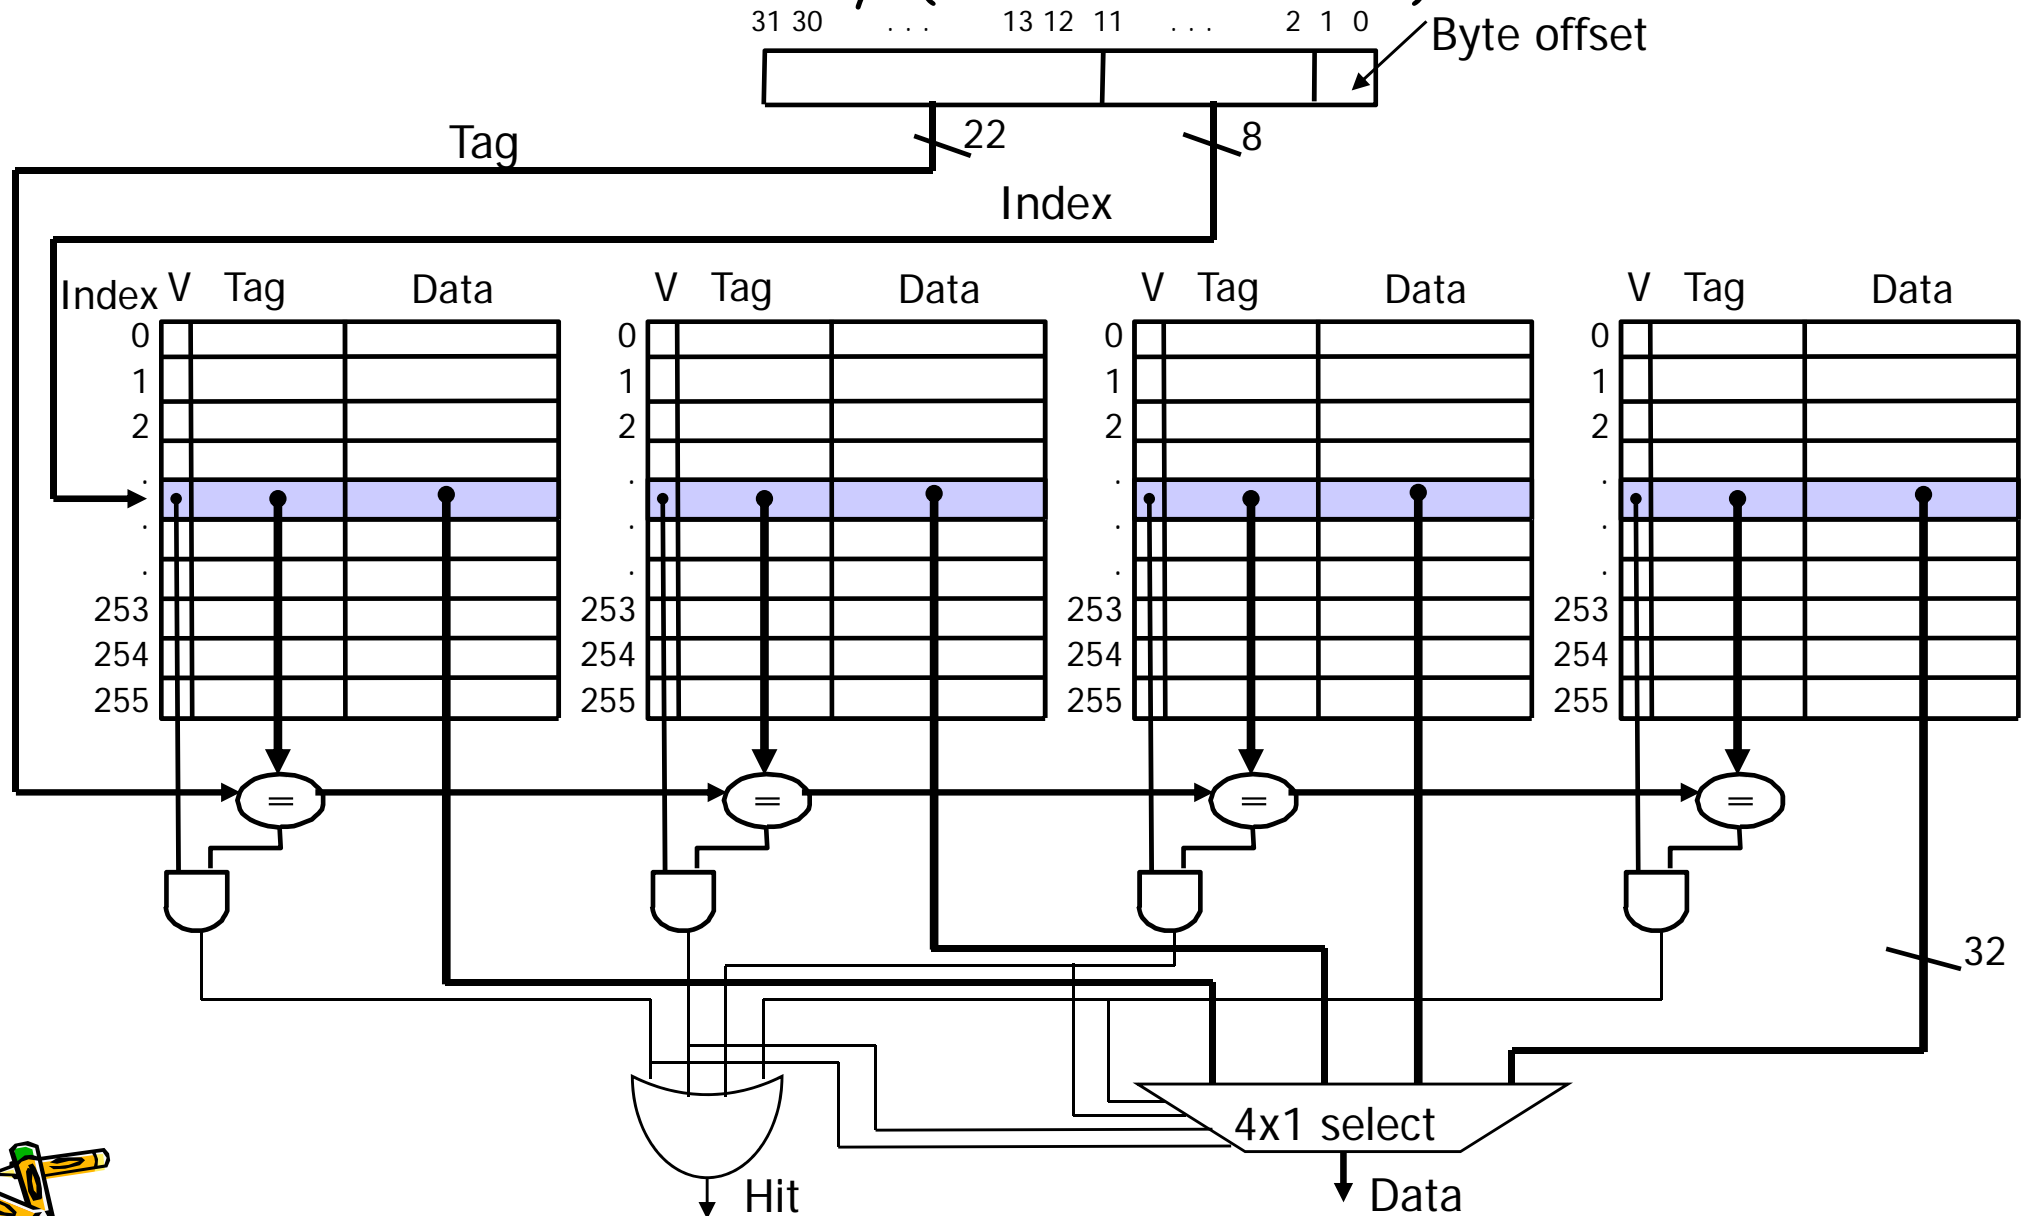 31 30 . . . 13 12 11 . . . 2 1 0
Byte offset
22
8
Tag
Index
Index V Tag Data V Tag Data V Tag Data V Tag Data
0 0 0 0
1 1 1 1
2 2 2 2
. . . .
. . . .
. . . .
253 253 253 253
254 254 254 254
255 255 255 255
= = = =
32
4x1 select
Hit
Data